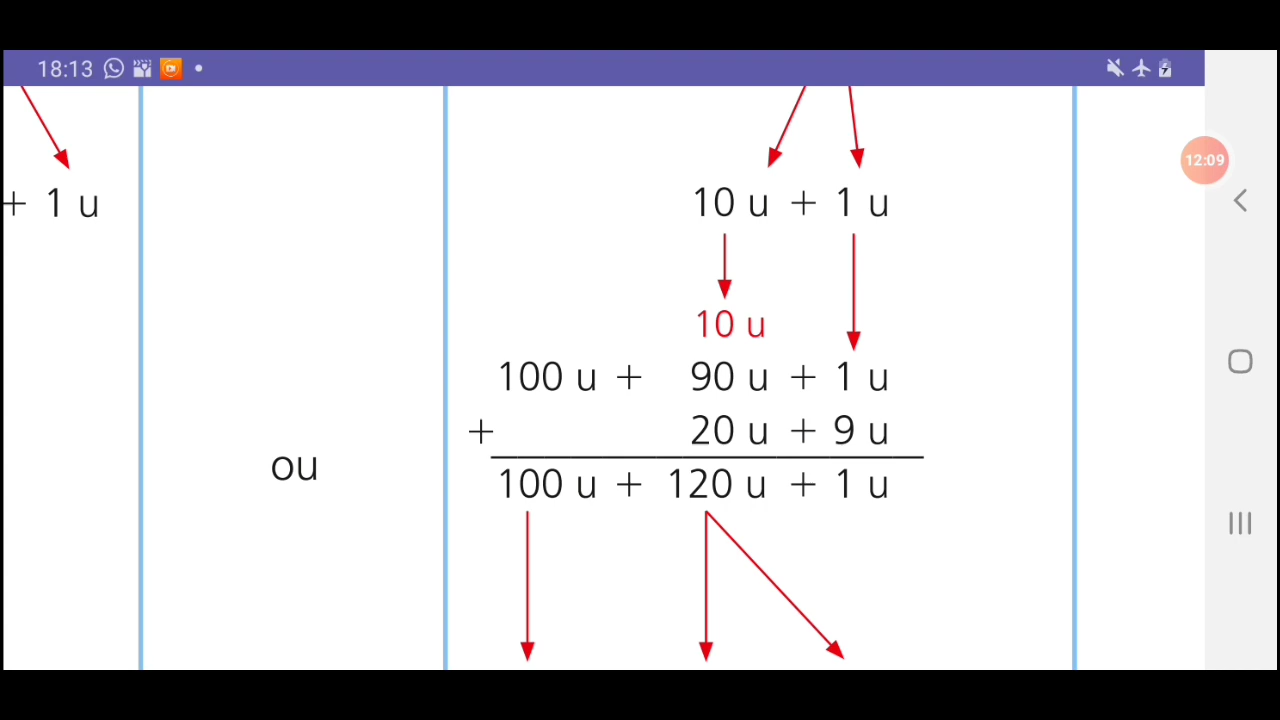 18:13
12:09
+ 1 u
10 u + 1 u
10 u
100 u + 90 u + 1 u
ou
+ 20 u + 9 u
100 u + 120 u + 1 u